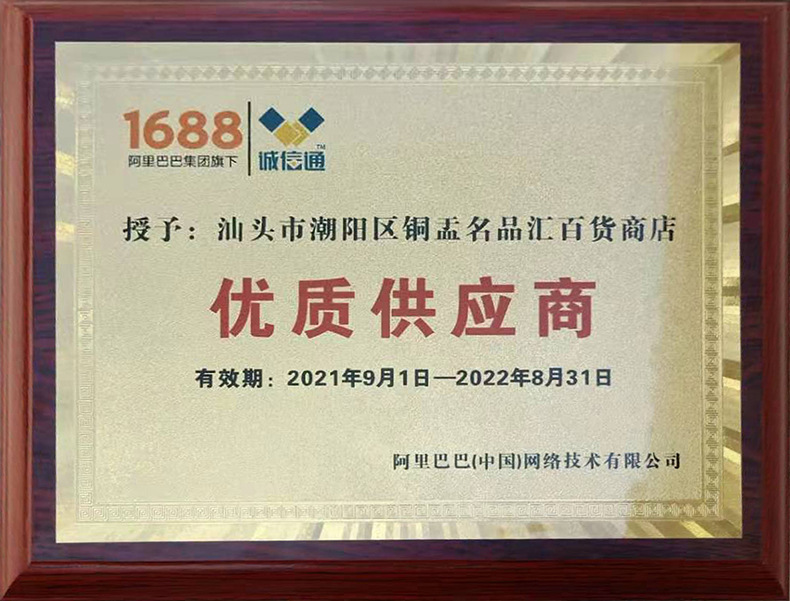 1688
阿里巴巴集团旗下
诚信通™
授予：汕头市潮阳区铜盂名品汇百货商店
优质供应商
有效期：2021年9月1日—2022年8月31日
阿里巴巴(中国)网络技术有限公司